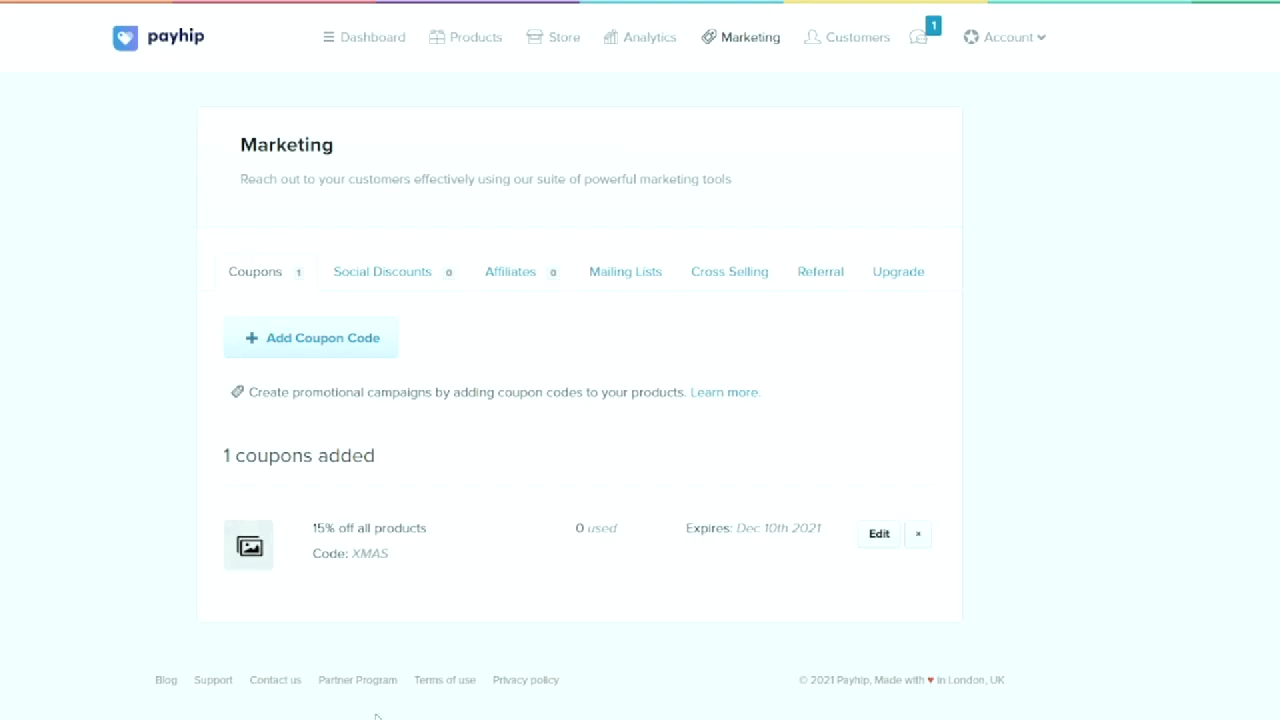 payhip
Dashboard Products Store Analytics Marketing Customers 1 Account
Marketing
Reach out to your customers effectively using our suite of powerful marketing tools
Coupons 1 Social Discounts 0 Affiliates 0 Mailing Lists Cross Selling Referral Upgrade
+ Add Coupon Code
Create promotional campaigns by adding coupon codes to your products. Learn more.
1 coupons added
15% off all products 0 used Expires: Dec 10th 2021 Edit ×
Code: XMAS
Blog Support Contact us Partner Program Terms of use Privacy policy © 2021 Payhip, Made with ♥ in London, UK